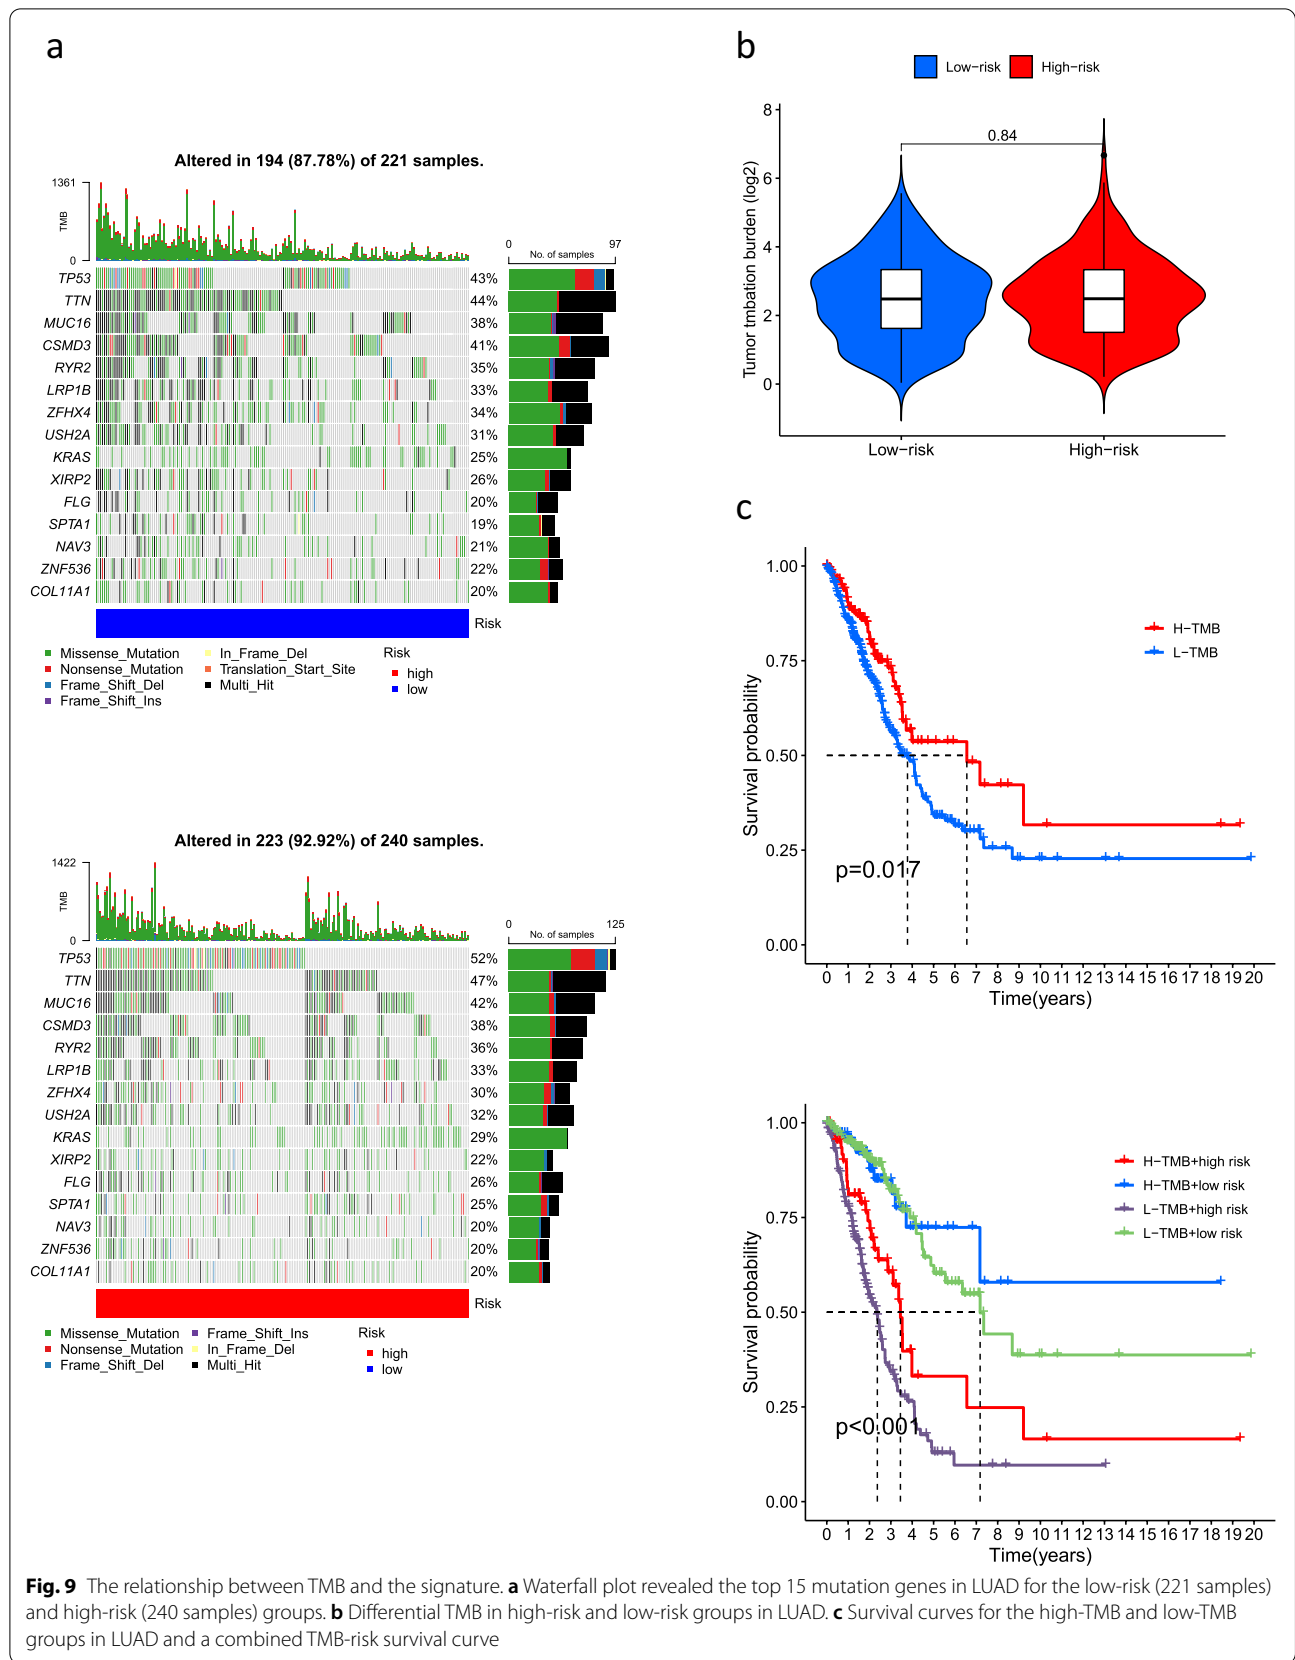 a
Altered in 194 (87.78%) of 221 samples.
1361
TMB
0
0 97
No. of samples
TP53 43%
TTN 44%
MUC16 38%
CSMD3 41%
RYR2 35%
LRP1B 33%
ZFHX4 34%
USH2A 31%
KRAS 25%
XIRP2 26%
FLG 20%
SPTA1 19%
NAV3 21%
ZNF536 22%
COL11A1 20%
Risk
Missense_Mutation In_Frame_Del Risk
Nonsense_Mutation Translation_Start_Site high
Frame_Shift_Del Multi_Hit low
Frame_Shift_Ins
Altered in 223 (92.92%) of 240 samples.
1422
TMB
0
0 125
No. of samples
TP53 52%
TTN 47%
MUC16 42%
CSMD3 38%
RYR2 36%
LRP1B 33%
ZFHX4 30%
USH2A 32%
KRAS 29%
XIRP2 22%
FLG 26%
SPTA1 25%
NAV3 20%
ZNF536 20%
COL11A1 20%
Risk
Missense_Mutation Frame_Shift_Ins Risk
Nonsense_Mutation In_Frame_Del high
Frame_Shift_Del Multi_Hit low
b
Low−risk High−risk
Tumor tmbation burden (log2)
8
6
4
2
0
0.84
Low−risk High−risk
c
Survival probability
1.00
0.75
0.50
0.25
0.00
H−TMB
L−TMB
p=0.017
0 1 2 3 4 5 6 7 8 9 10 11 12 13 14 15 16 17 18 19 20
Time(years)
Survival probability
1.00
0.75
0.50
0.25
0.00
H−TMB+high risk
H−TMB+low risk
L−TMB+high risk
L−TMB+low risk
p<0.001
0 1 2 3 4 5 6 7 8 9 10 11 12 13 14 15 16 17 18 19 20
Time(years)
Fig. 9 The relationship between TMB and the signature. a Waterfall plot revealed the top 15 mutation genes in LUAD for the low-risk (221 samples)
and high-risk (240 samples) groups. b Differential TMB in high-risk and low-risk groups in LUAD. c Survival curves for the high-TMB and low-TMB
groups in LUAD and a combined TMB-risk survival curve